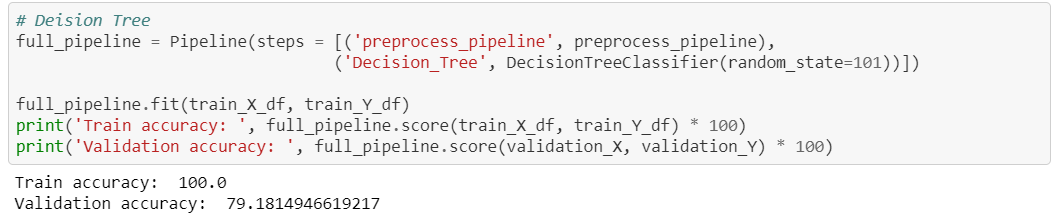 # Deision Tree
full_pipeline = Pipeline(steps = [('preprocess_pipeline', preprocess_pipeline),
('Decision_Tree', DecisionTreeClassifier(random_state=101))])
full_pipeline.fit(train_X_df, train_Y_df)
print('Train accuracy: ', full_pipeline.score(train_X_df, train_Y_df) * 100)
print('Validation accuracy: ', full_pipeline.score(validation_X, validation_Y) * 100)
Train accuracy:  100.0
Validation accuracy:  79.1814946619217